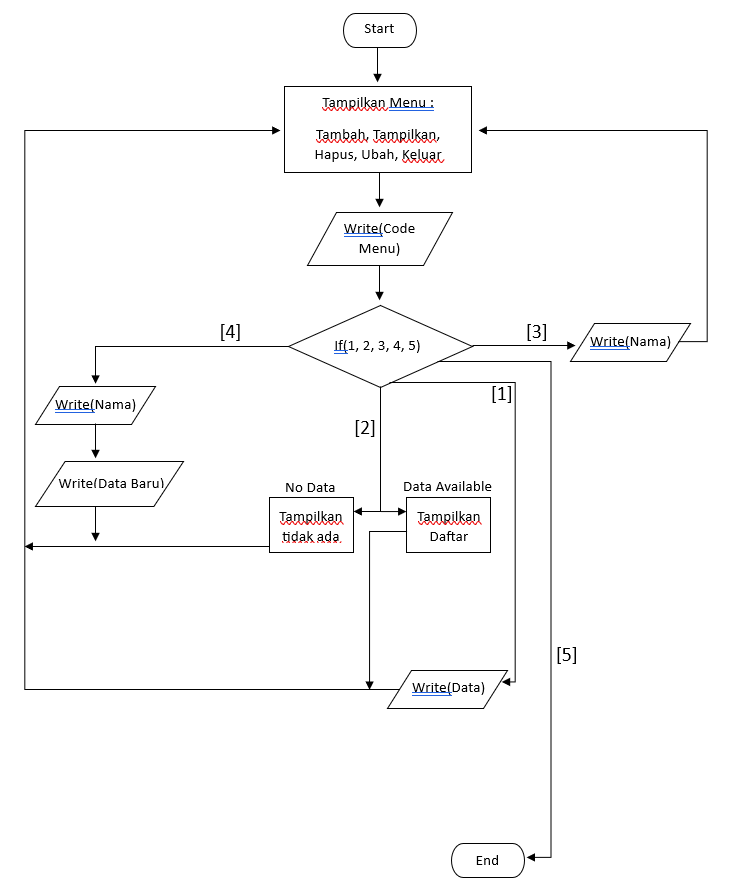 Start
Tampilkan Menu :
Tambah, Tampilkan,
Hapus, Ubah, Keluar
Write(Code
Menu)
If(1, 2, 3, 4, 5)
[4]
[3]
Write(Nama)
[1]
Write(Nama)
[2]
Write(Data Baru)
No Data
Data Available
Tampilkan
tidak ada
Tampilkan
Daftar
[5]
Write(Data)
End